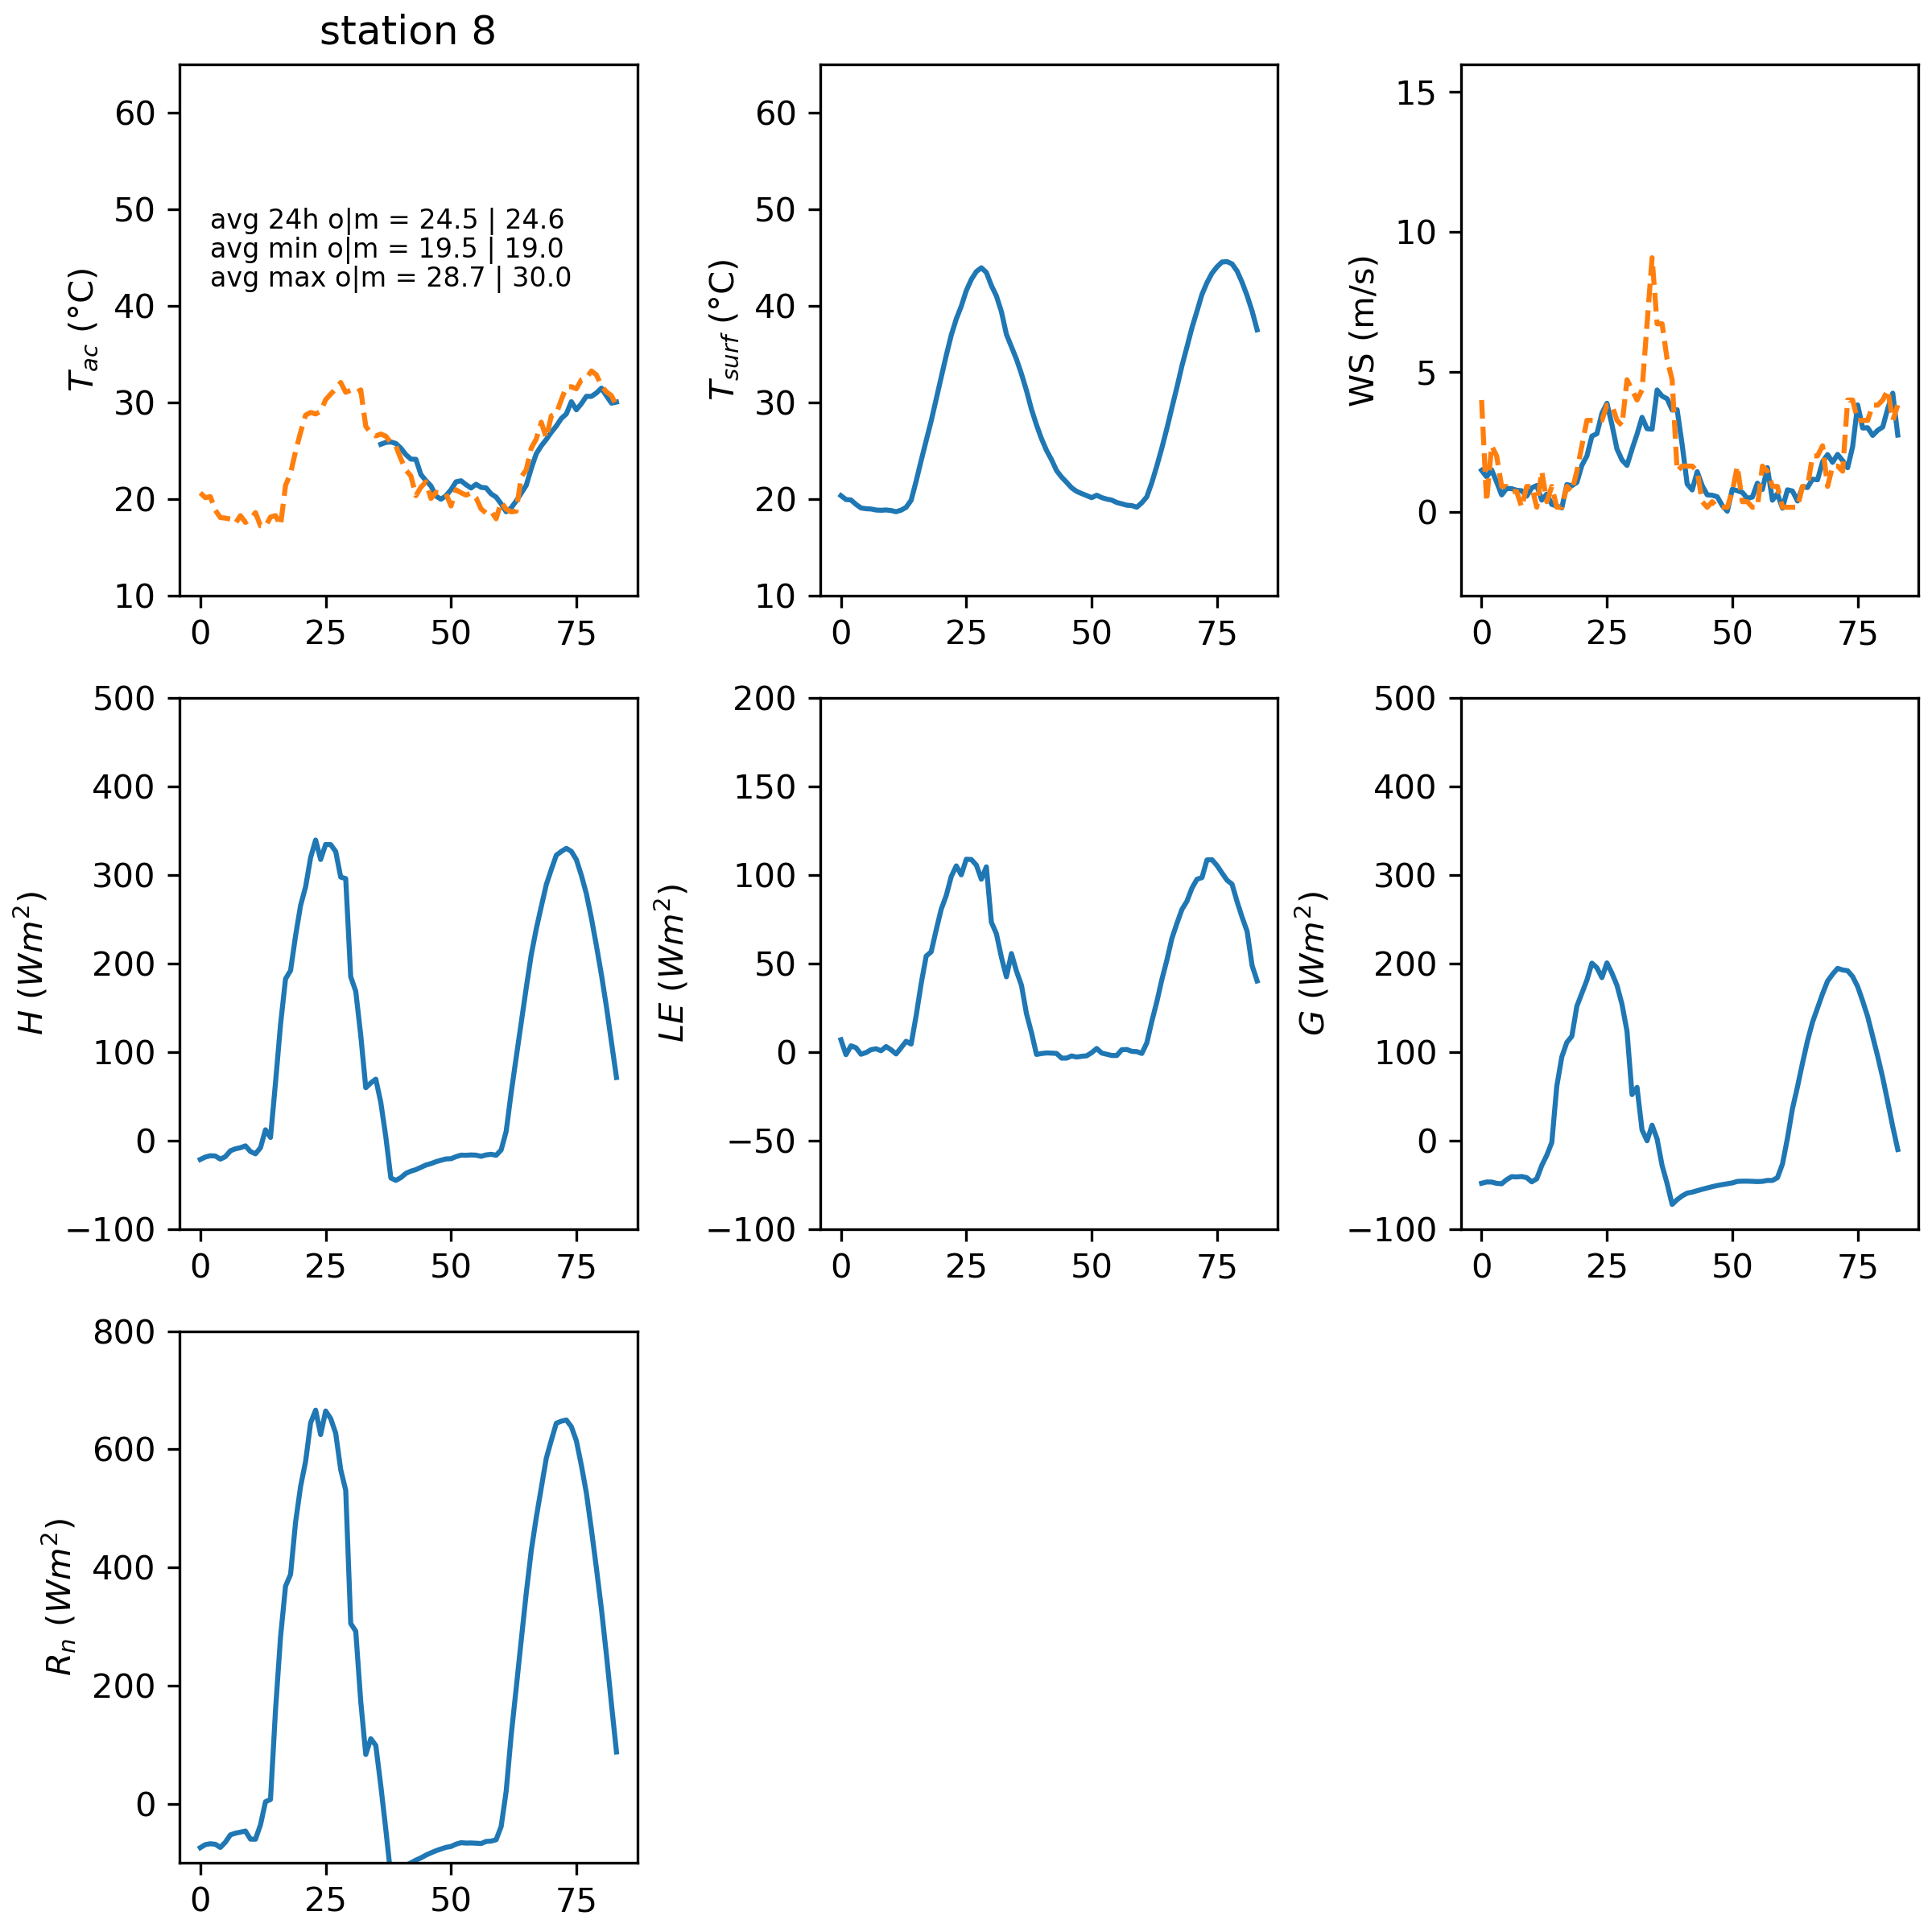 station 8
60
50
40
30
20
10
0 25 50 75
T_ac (°C)
avg 24h o|m = 24.5 | 24.6
avg min o|m = 19.5 | 19.0
avg max o|m = 28.7 | 30.0
60
50
40
30
20
10
0 25 50 75
T_surf (°C)
15
10
5
0
0 25 50 75
WS (m/s)
500
400
300
200
100
0
−100
0 25 50 75
H (Wm²)
200
150
100
50
0
−50
−100
0 25 50 75
LE (Wm²)
500
400
300
200
100
0
−100
0 25 50 75
G (Wm²)
800
600
400
200
0
0 25 50 75
R_n (Wm²)